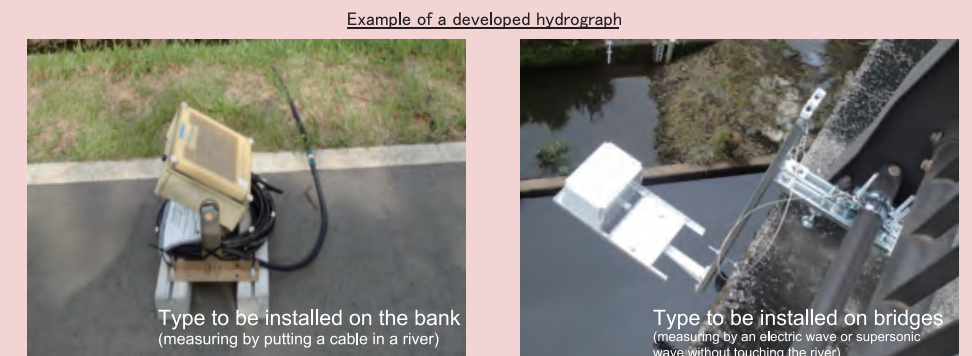 Example of a developed hydrograph
Type to be installed on the bank
(measuring by putting a cable in a river)
Type to be installed on bridges
(measuring by an electric wave or supersonic
wave without touching the river)